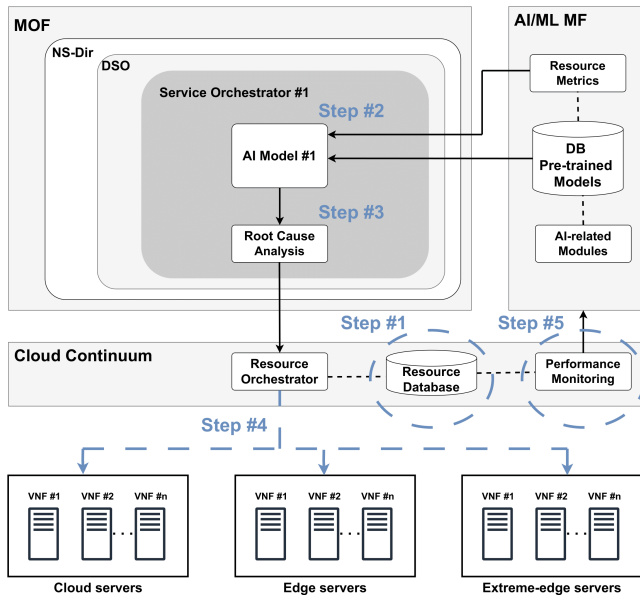 MOF
AI/ML MF
NS-Dir
DSO
Service Orchestrator #1
Resource
Metrics
Step #2
AI Model #1
DB
Pre-trained
Models
Step #3
Root Cause
Analysis
AI-related
Modules
Step #1
Step #5
Cloud Continuum
Resource
Orchestrator
Resource
Database
Performance
Monitoring
Step #4
VNF #1 VNF #2 VNF #n
VNF #1 VNF #2 VNF #n
VNF #1 VNF #2 VNF #n
...
...
...
Cloud servers
Edge servers
Extreme-edge servers